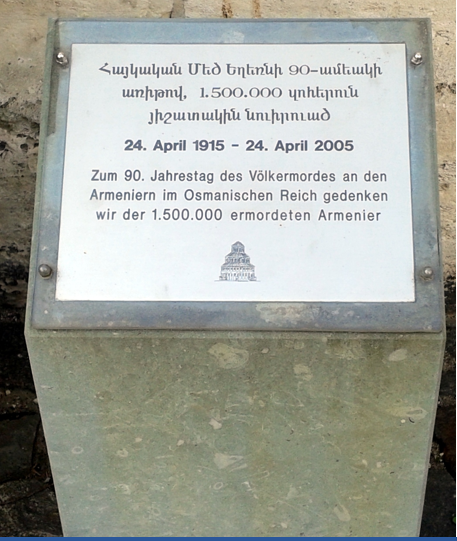 Հայկական Մեծ Եղեռնի 90-ամեակի
առիթով, 1.500.000 զոհերուն
յիշատակին նուիրուած
24. April 1915 - 24. April 2005
Zum 90. Jahrestag des Völkermordes an den
Armeniern im Osmanischen Reich gedenken
wir der 1.500.000 ermordeten Armenier